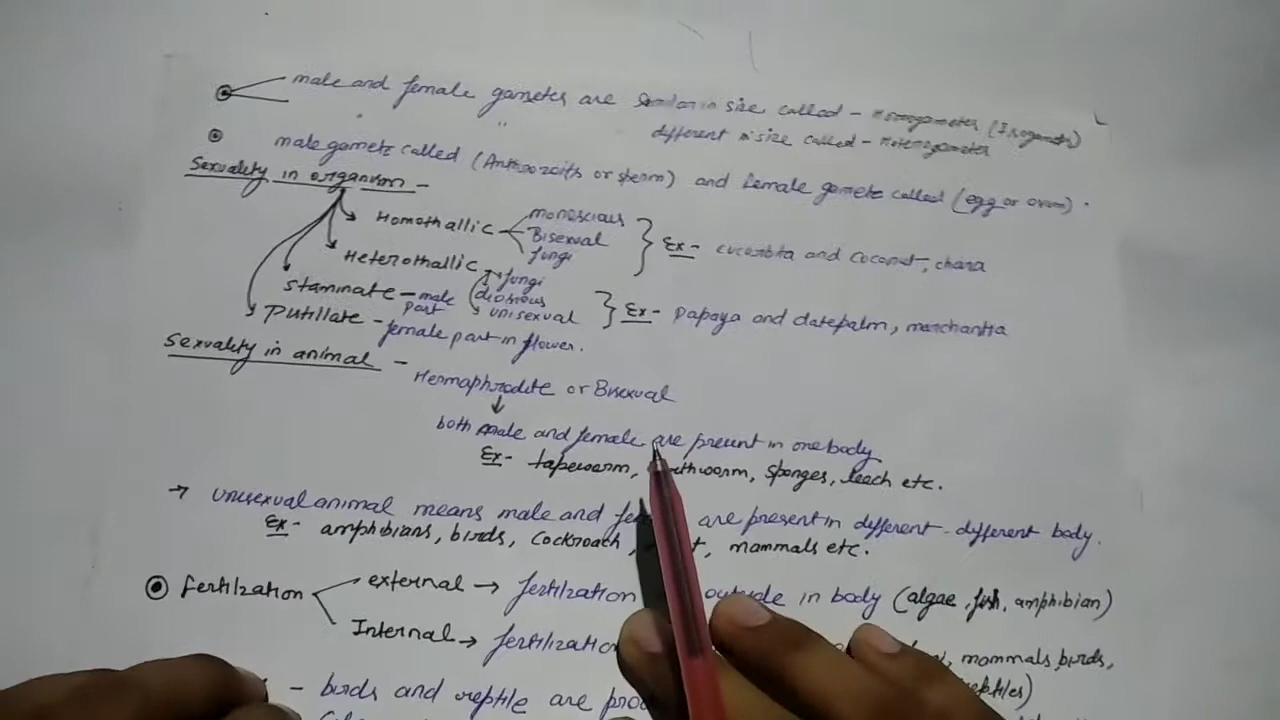 male and female gametes are similar in size called - Homogametes (Isogametes)
different in size called - Heterogametes
male gamete called (Antherozoits or sperm) and female gamete called (egg or ovum).
Sexuality in organism -
Homothallic
monoecious
Bisexual
fungi
Ex- cucurbita and coconut, chara
Heterothallic
fungi
dioecious
unisexual
Ex- papaya and datepalm, marchantia
Staminate - male part
Pistillate - female part in flower.
Sexuality in animal -
Hermaphrodite or Bisexual
both male and female are present in one body
Ex- tapeworm, sponges, leach etc.
→ unisexual animal means male and are present in different-different body.
Ex- amphibians, birds, cockroach, mammals etc.
Fertilization
external → fertilization outside in body (algae, fish, amphibian)
Internal → fertilization mammals, birds,
- birds and reptile are